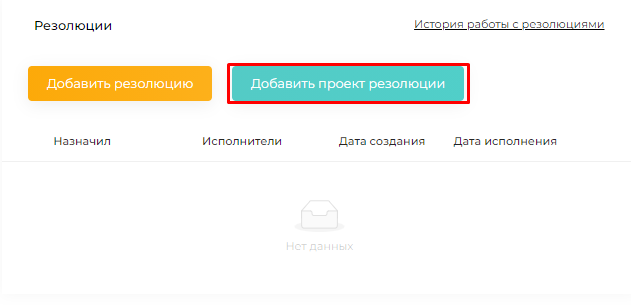 Резолюции
История работы с резолюциями
Добавить резолюцию
Добавить проект резолюции
Назначил Исполнители Дата создания Дата исполнения
Нет данных